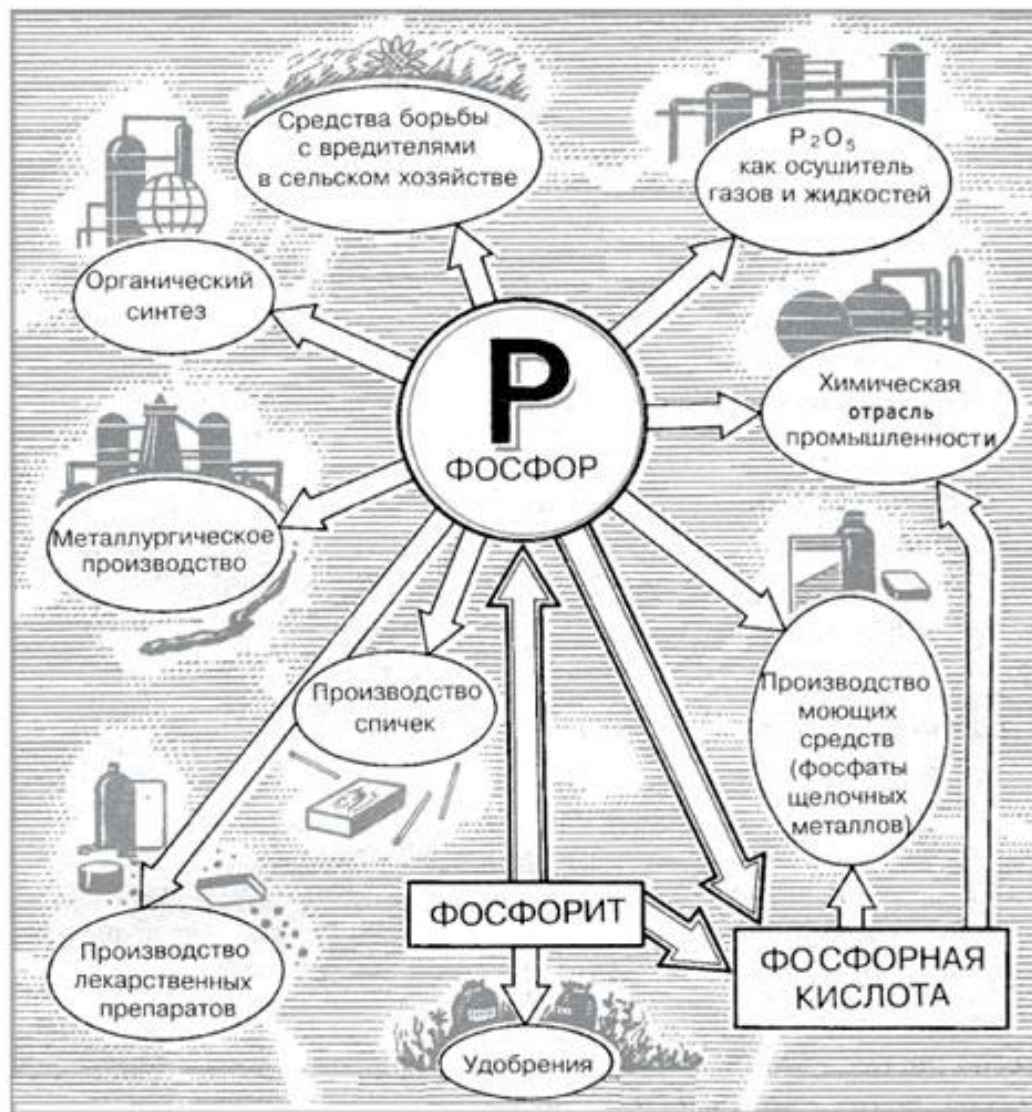 Средства борьбы
с вредителями
в сельском хозяйстве
P₂O₅
как осушитель
газов и жидкостей
Органический
синтез
P
ФОСФОР
Химическая
отрасль
промышленности
Металлургическое
производство
Производство
спичек
Производство
моющих
средств
(фосфаты
щелочных
металлов)
ФОСФОРИТ
Производство
лекарственных
препаратов
ФОСФОРНАЯ
КИСЛОТА
Удобрения